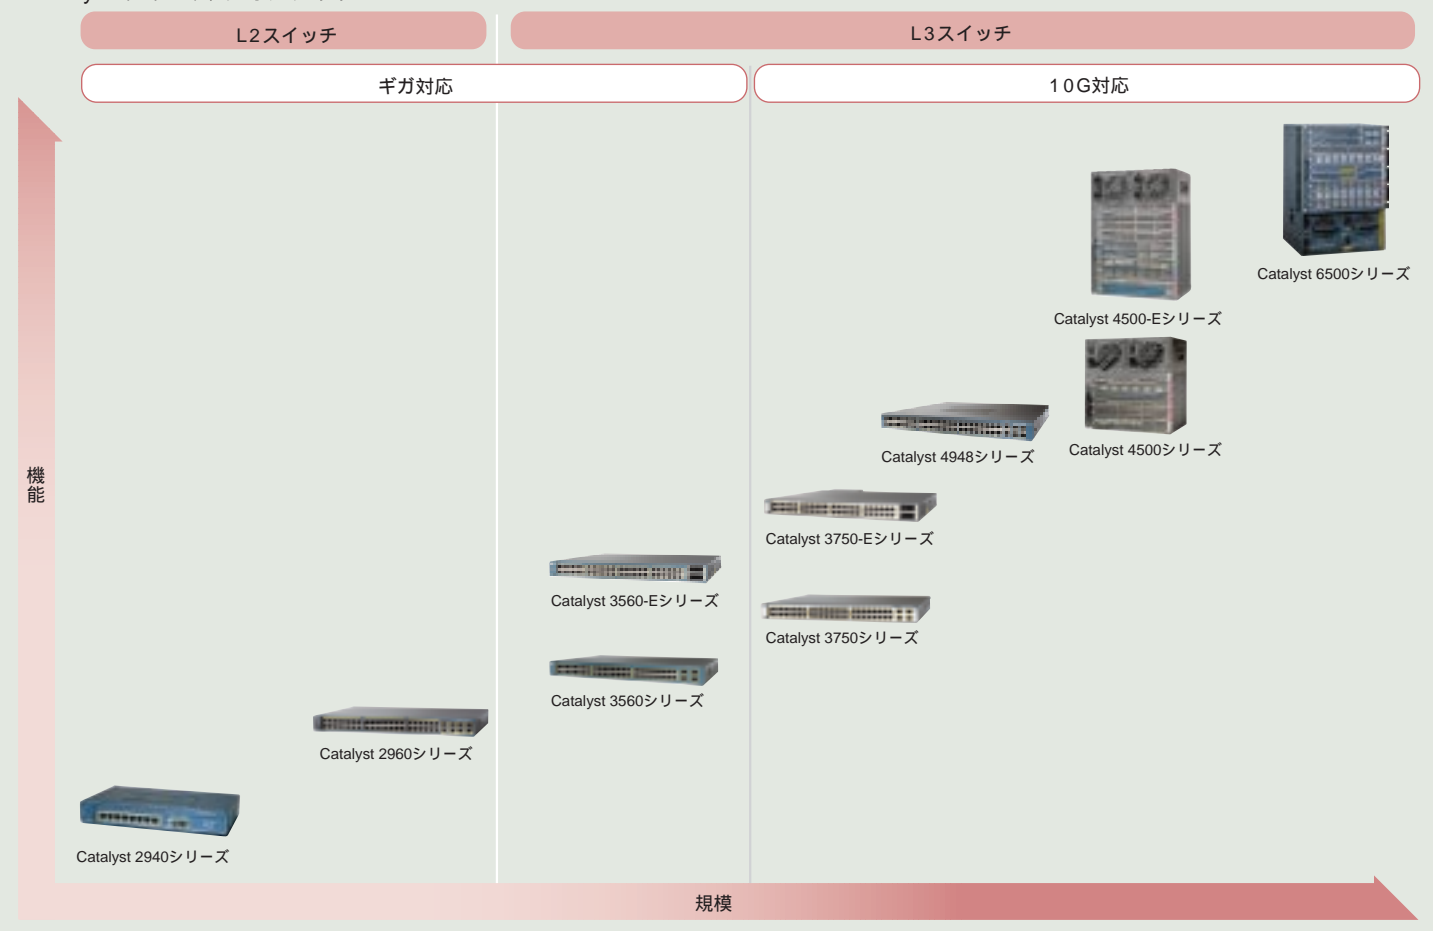 L2スイッチ
L3スイッチ
ギガ対応
10G対応
Catalyst 6500シリーズ
Catalyst 4500-Eシリーズ
Catalyst 4500シリーズ
Catalyst 4948シリーズ
機能
Catalyst 3750-Eシリーズ
Catalyst 3560-Eシリーズ
Catalyst 3750シリーズ
Catalyst 3560シリーズ
Catalyst 2960シリーズ
Catalyst 2940シリーズ
規模